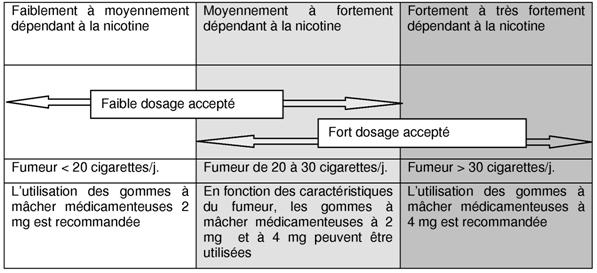 Faiblement à moyennement
dépendant à la nicotine
Moyennement à fortement
dépendant à la nicotine
Fortement à très fortement
dépendant à la nicotine
Faible dosage accepté
Fort dosage accepté
Fumeur < 20 cigarettes/j.
Fumeur de 20 à 30 cigarettes/j.
Fumeur > 30 cigarettes/j.
L'utilisation des gommes à
mâcher médicamenteuses 2
mg est recommandée
En fonction des caractéristiques
du fumeur, les gommes à
mâcher médicamenteuses à 2
mg et à 4 mg peuvent être
utilisées
L'utilisation des gommes à
mâcher médicamenteuses à
4 mg est recommandée